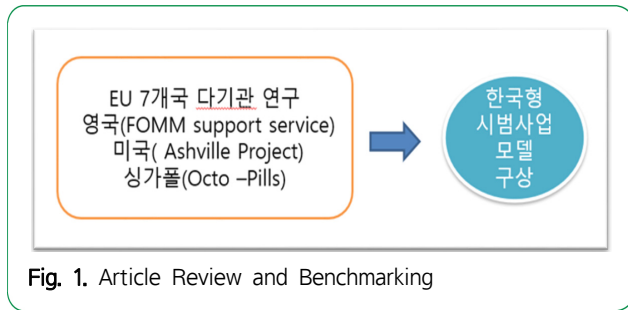 EU 7개국 다기관 연구
영국(FOMM support service)
미국( Ashville Project)
싱가폴(Octo –Pills)
한국형
시범사업
모델
구상
Fig. 1. Article Review and Benchmarking